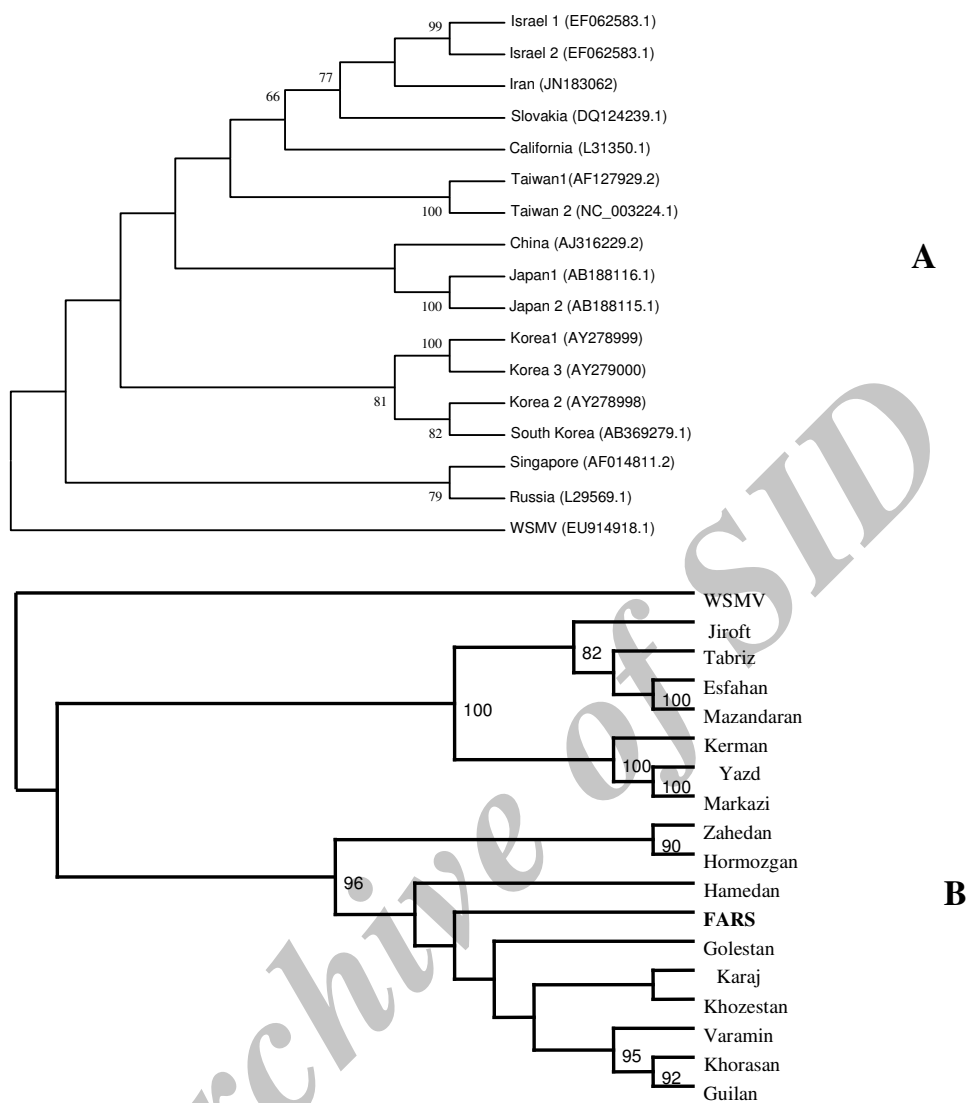 99
Israel 1 (EF062583.1)
Israel 2 (EF062583.1)
77
Iran (JN183062)
66
Slovakia (DQ124239.1)
California (L31350.1)
Taiwan1(AF127929.2)
100
Taiwan 2 (NC_003224.1)
China (AJ316229.2)
A
Japan1 (AB188116.1)
100
Japan 2 (AB188115.1)
100
Korea1 (AY278999)
Korea 3 (AY279000)
81
Korea 2 (AY278998)
82
South Korea (AB369279.1)
Singapore (AF014811.2)
79
Russia (L29569.1)
WSMV (EU914918.1)
WSMV
Jiroft
82
Tabriz
Esfahan
100
Mazandaran
100
Kerman
100
Yazd
100
Markazi
Zahedan
90
Hormozgan
96
Hamedan
B
FARS
Golestan
Karaj
Khozestan
Varamin
95
Khorasan
92
Guilan
rchive of SID